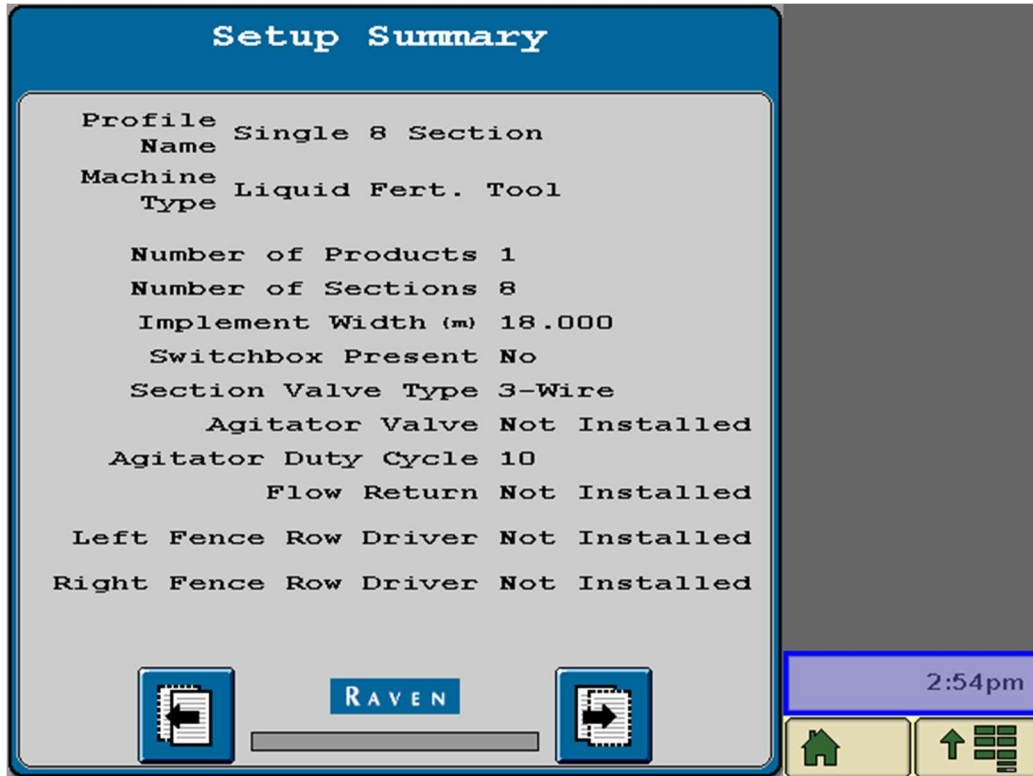 Setup Summary
Profile
Name
Single 8 Section
Machine
Type
Liquid Fert. Tool
Number of Products 1
Number of Sections 8
Implement Width (m) 18.000
Switchbox Present No
Section Valve Type 3-Wire
Agitator Valve Not Installed
Agitator Duty Cycle 10
Flow Return Not Installed
Left Fence Row Driver Not Installed
Right Fence Row Driver Not Installed
RAVEN
2:54pm